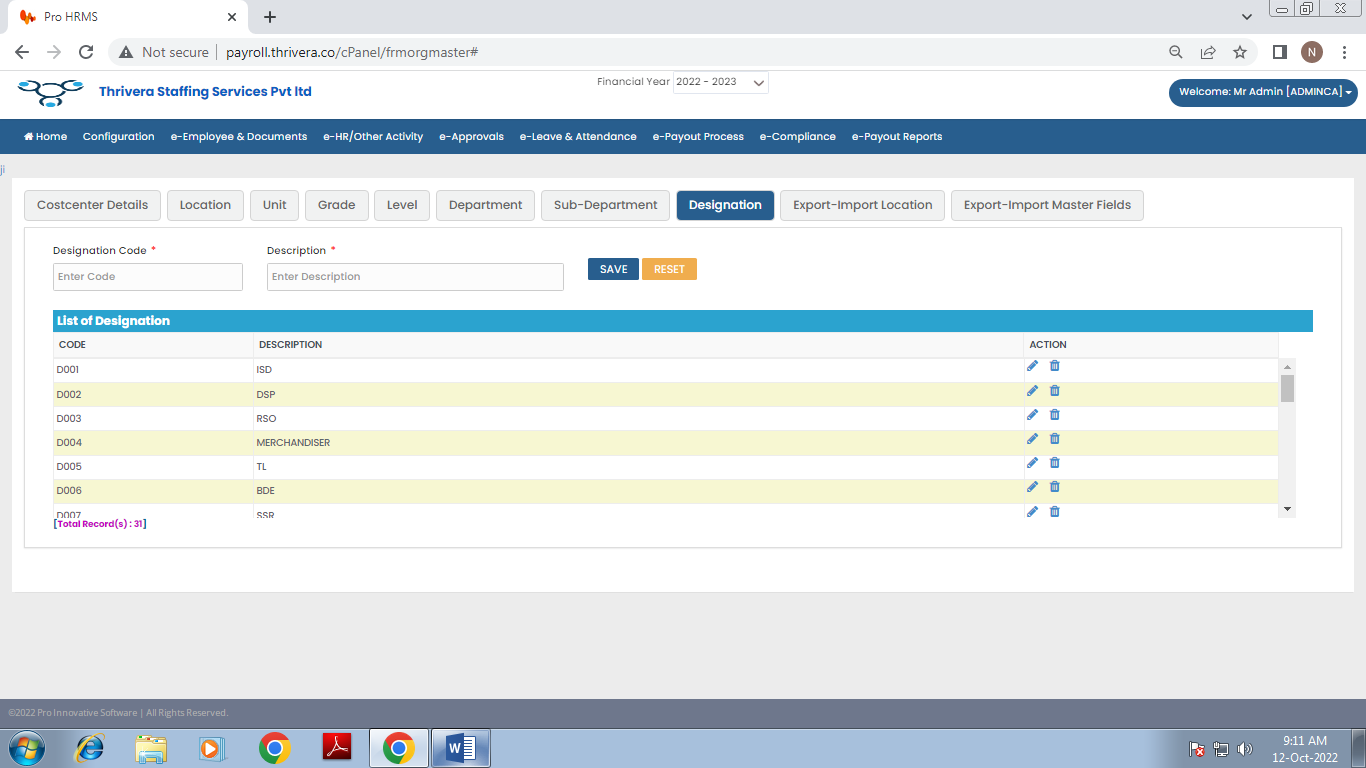 Pro HRMS
Not secure | payroll.thrivera.co/cPanel/frmorgmaster#
N
Thrivera Staffing Services Pvt ltd
Financial Year 2022 - 2023
Welcome: Mr Admin [ADMINCA]
Home Configuration e-Employee & Documents e-HR/Other Activity e-Approvals e-Leave & Attendance e-Payout Process e-Compliance e-Payout Reports
ji
Costcenter Details Location Unit Grade Level Department Sub-Department Designation Export-Import Location Export-Import Master Fields
Designation Code * Description *
Enter Code Enter Description SAVE RESET
List of Designation
CODE DESCRIPTION ACTION
D001 ISD
D002 DSP
D003 RSO
D004 MERCHANDISER
D005 TL
D006 BDE
D007 SSR
[Total Record(s) : 31]
©2022 Pro Innovative Software | All Rights Reserved.
W
9:11 AM
12-Oct-2022